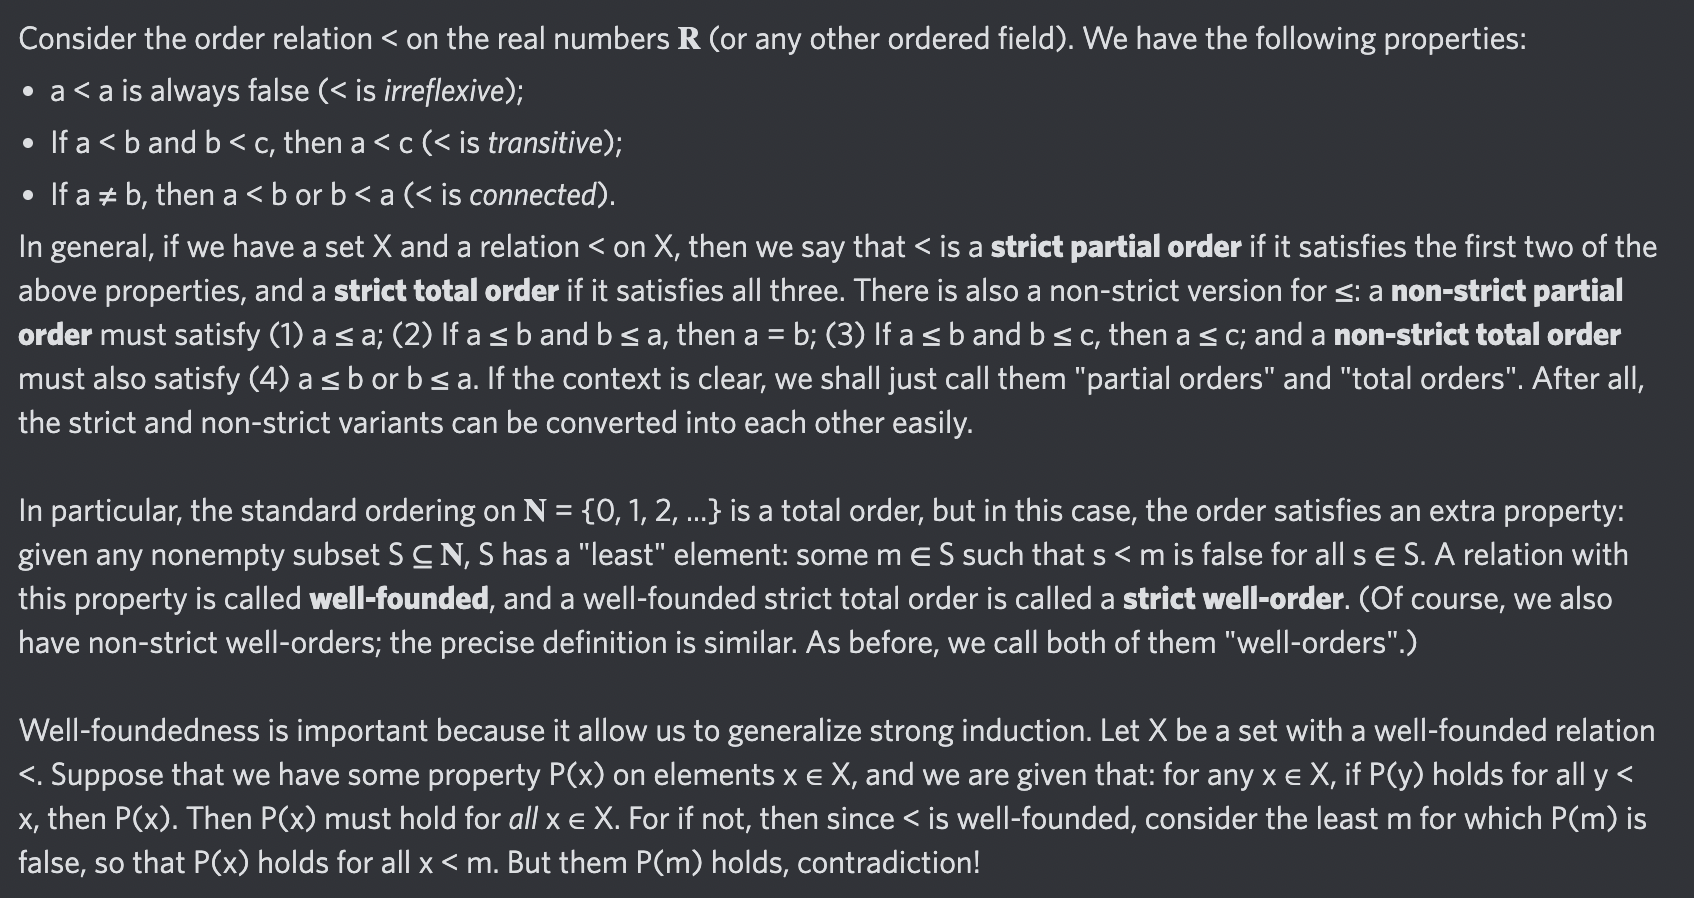 Consider the order relation < on the real numbers R (or any other ordered field). We have the following properties:
• a < a is always false (< is irreflexive);
• If a < b and b < c, then a < c (< is transitive);
• If a ≠ b, then a < b or b < a (< is connected).
In general, if we have a set X and a relation < on X, then we say that < is a strict partial order if it satisfies the first two of the
above properties, and a strict total order if it satisfies all three. There is also a non-strict version for ≤: a non-strict partial
order must satisfy (1) a ≤ a; (2) If a ≤ b and b ≤ a, then a = b; (3) If a ≤ b and b ≤ c, then a ≤ c; and a non-strict total order
must also satisfy (4) a ≤ b or b ≤ a. If the context is clear, we shall just call them "partial orders" and "total orders". After all,
the strict and non-strict variants can be converted into each other easily.
In particular, the standard ordering on N = {0, 1, 2, ...} is a total order, but in this case, the order satisfies an extra property:
given any nonempty subset S ⊆ N, S has a "least" element: some m ∈ S such that s < m is false for all s ∈ S. A relation with
this property is called well-founded, and a well-founded strict total order is called a strict well-order. (Of course, we also
have non-strict well-orders; the precise definition is similar. As before, we call both of them "well-orders".)
Well-foundedness is important because it allow us to generalize strong induction. Let X be a set with a well-founded relation
<. Suppose that we have some property P(x) on elements x ∈ X, and we are given that: for any x ∈ X, if P(y) holds for all y <
x, then P(x). Then P(x) must hold for all x ∈ X. For if not, then since < is well-founded, consider the least m for which P(m) is
false, so that P(x) holds for all x < m. But them P(m) holds, contradiction!